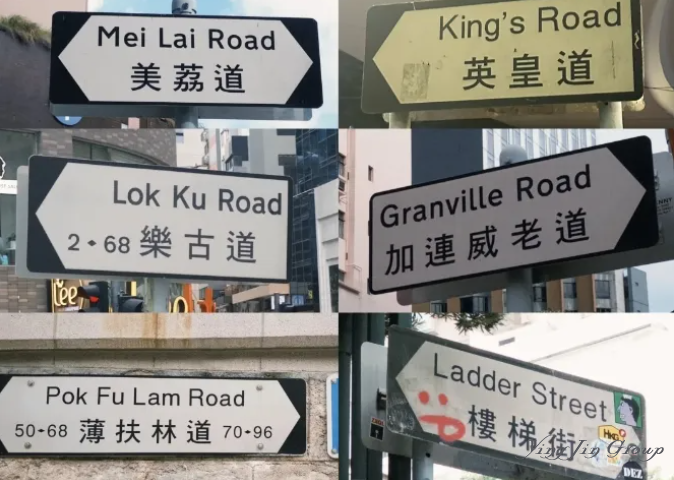 Mei Lai Road
美荔道
King's Road
英皇道
Lok Ku Road
2•68 樂古道
Granville Road
加連威老道
Pok Fu Lam Road
50•68 薄扶林道 70•96
Ladder Street
樓梯街
HKD
DEZ
Ying Yin Group